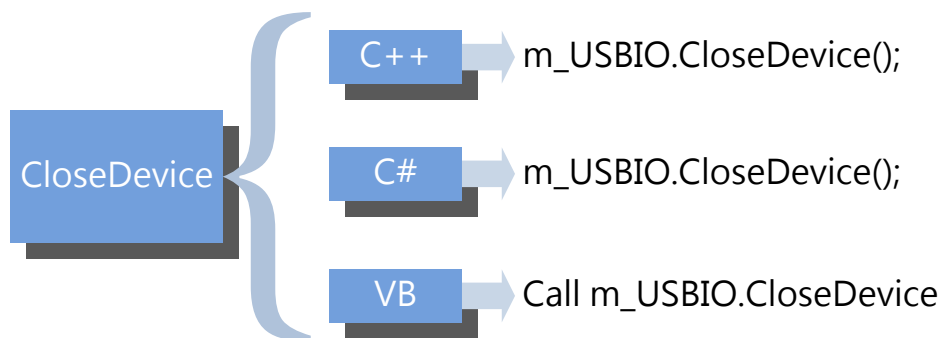 CloseDevice
C++
m_USBIO.CloseDevice();
C#
m_USBIO.CloseDevice();
VB
Call m_USBIO.CloseDevice